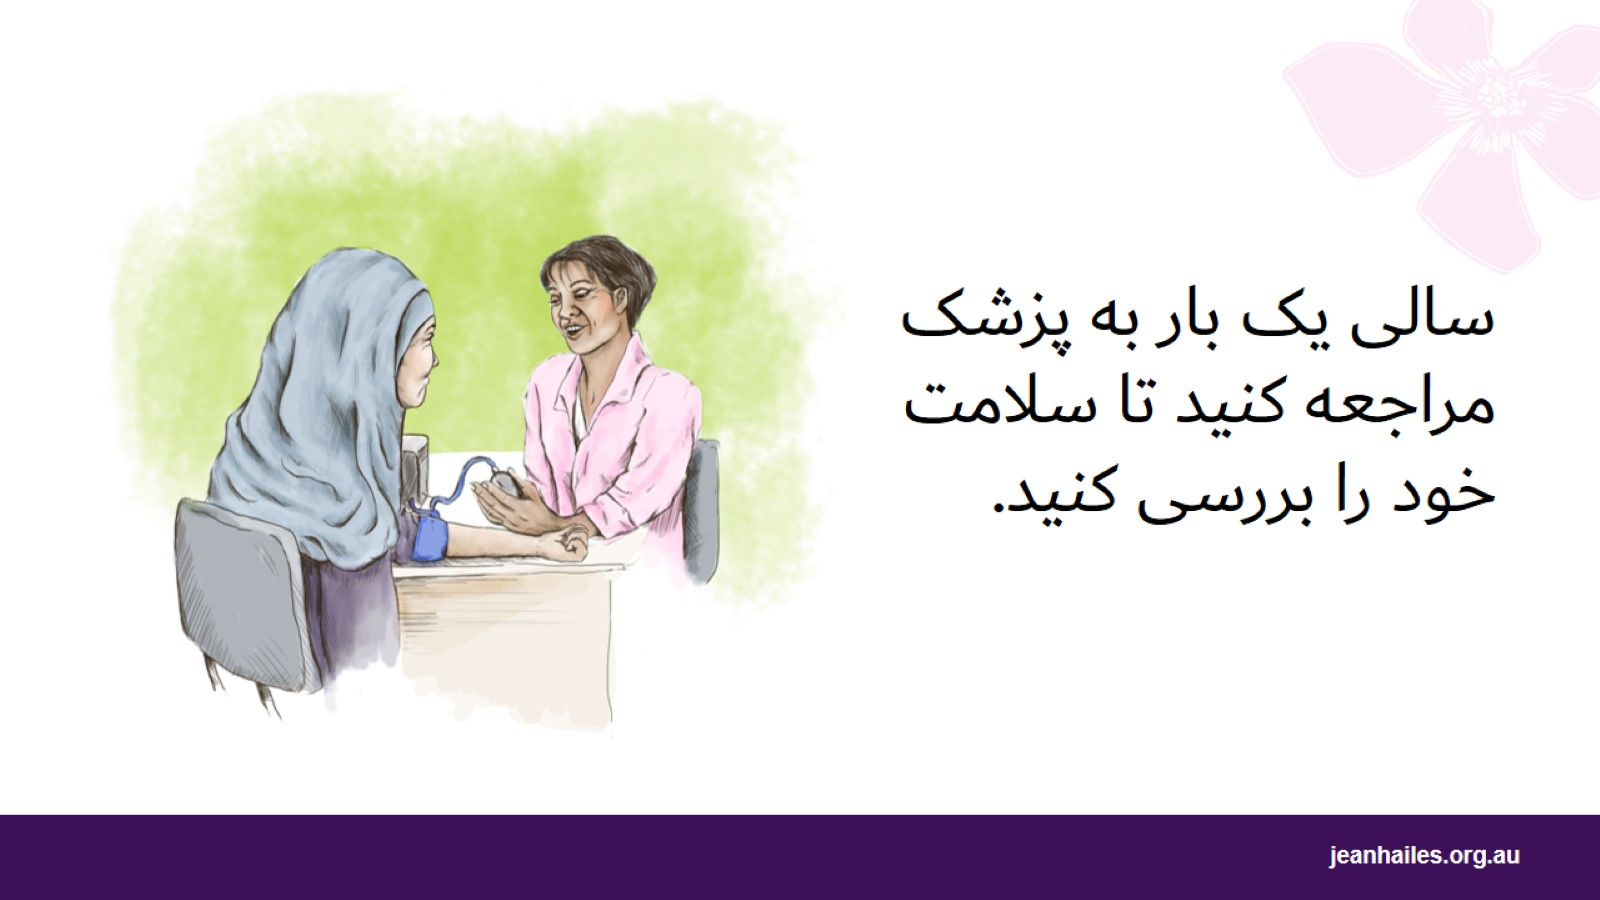 سالی یک بار به پزشک
مراجعه کنید تا سلامت
خود را بررسی کنید.
jeanhailes.org.au